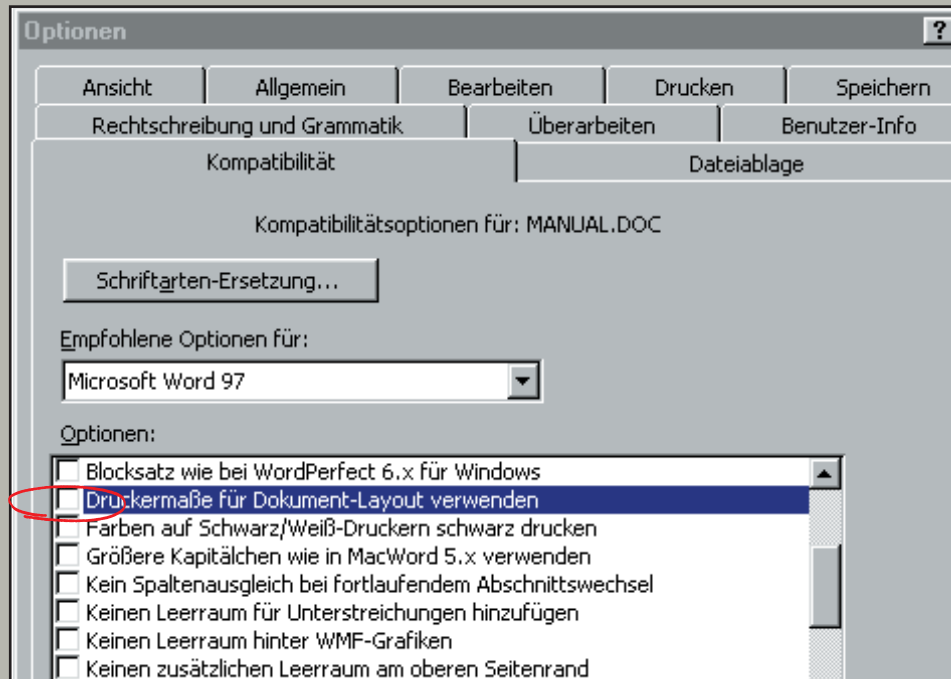 Optionen ?
Ansicht Allgemein Bearbeiten Drucken Speichern
Rechtschreibung und Grammatik Überarbeiten Benutzer-Info
Kompatibilität Dateiablage
Kompatibilitätsoptionen für: MANUAL.DOC
Schriftarten-Ersetzung...
Empfohlene Optionen für:
Microsoft Word 97
Optionen:
Blocksatz wie bei WordPerfect 6.x für Windows
Druckermaße für Dokument-Layout verwenden
Farben auf Schwarz/Weiß-Druckern schwarz drucken
Größere Kapitälchen wie in MacWord 5.x verwenden
Kein Spaltenausgleich bei fortlaufendem Abschnittswechsel
Keinen Leerraum für Unterstreichungen hinzufügen
Keinen Leerraum hinter WMF-Grafiken
Keinen zusätzlichen Leerraum am oberen Seitenrand